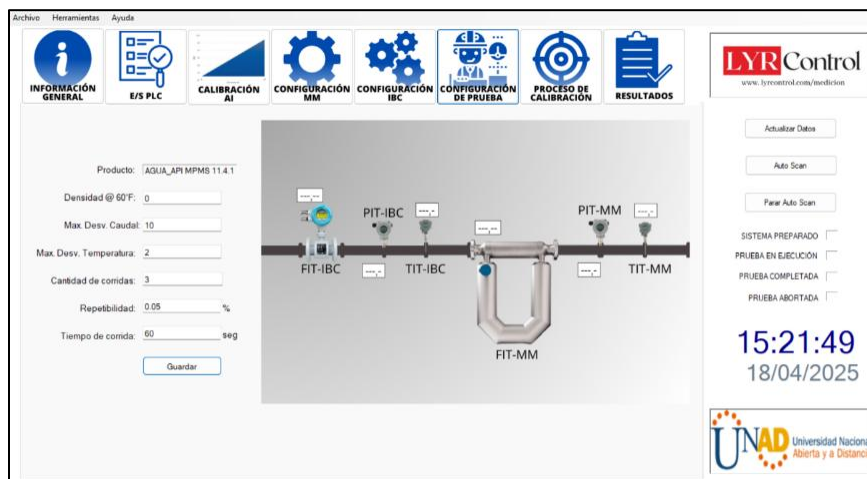 Archivo Herramientas Ayuda
INFORMACIÓN GENERAL
E/S PLC
CALIBRACIÓN AI
CONFIGURACIÓN MM
CONFIGURACIÓN IBC
CONFIGURACIÓN DE PRUEBA
PROCESO DE CALIBRACIÓN
RESULTADOS
LYR Control
www.lyrcontrol.com/medicion
Producto: AGUA_API MPMS 11.4.1
Densidad @ 60°F: 0
Max. Desv. Caudal: 10
Max. Desv. Temperatura: 2
Cantidad de corridas: 3
Repetibilidad: 0.05 %
Tiempo de corrida: 60 seg
Guardar
PIT-IBC
PIT-MM
FIT-IBC
TIT-IBC
TIT-MM
FIT-MM
Actualizar Datos
Auto Scan
Parar Auto Scan
SISTEMA PREPARADO
PRUEBA EN EJECUCIÓN
PRUEBA COMPLETADA
PRUEBA ABORTADA
15:21:49
18/04/2025
UNAD Universidad Naciona
Abierta y a Distanci